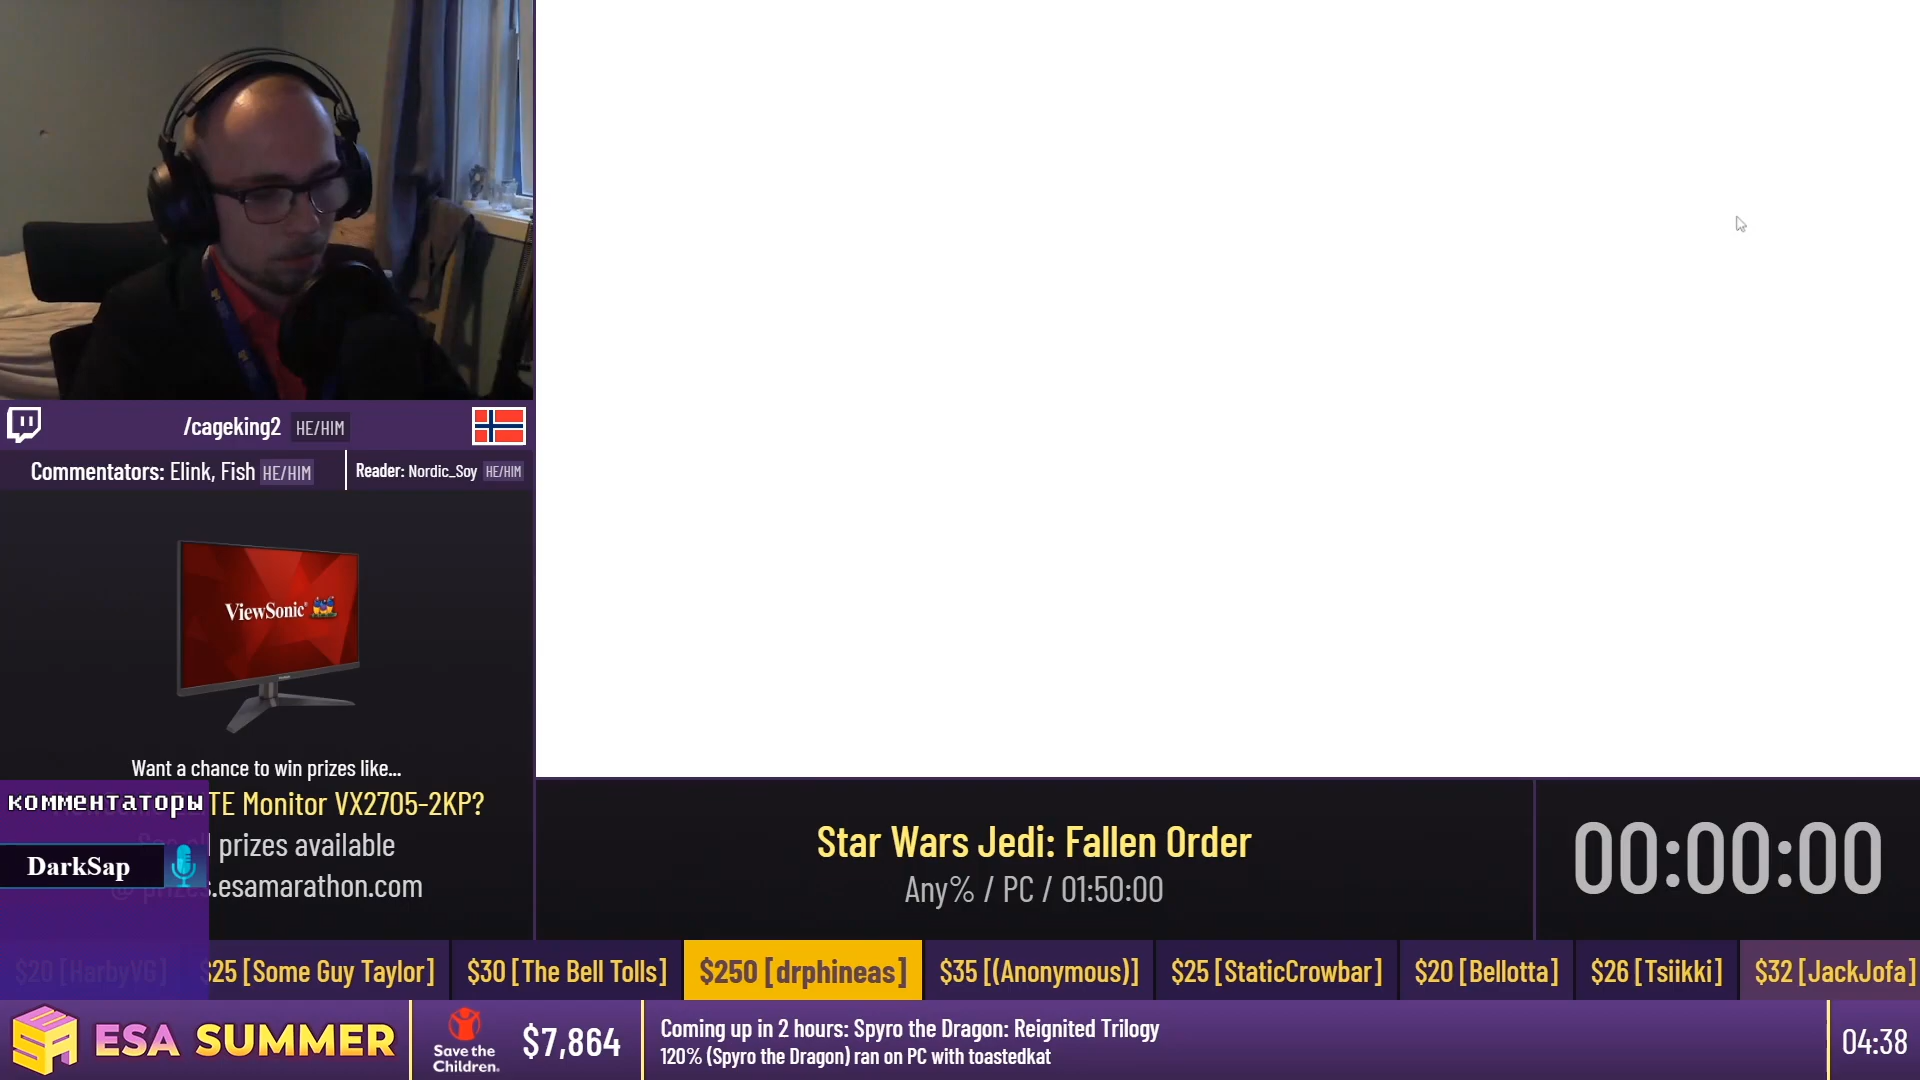 /cageking2 HE/HIM
Commentators: Elink, Fish HE/HIM
Reader: Nordic_Soy HE/HIM
ViewSonic
Want a chance to win prizes like...
Monitor VX2705-2KP?
prizes available
@ prizes.esamarathon.com
комментаторы
DarkSap
Star Wars Jedi: Fallen Order
Any% / PC / 01:50:00
00:00:00
$20 [HarbyVG]
$25 [Some Guy Taylor]
$30 [The Bell Tolls]
$250 [drphineas]
$35 [(Anonymous)]
$25 [StaticCrowbar]
$20 [Bellotta]
$26 [Tsiikki]
$32 [JackJofa]
ESA SUMMER
Save the
Children.
$7,864
Coming up in 2 hours: Spyro the Dragon: Reignited Trilogy
120% (Spyro the Dragon) ran on PC with toastedkat
04:38